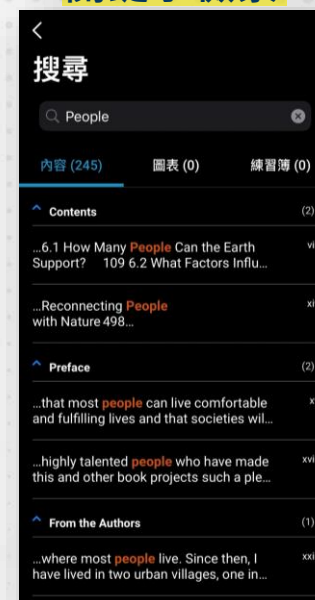 搜尋
People
內容 (245) 圖表 (0) 練習簿 (0)
Contents (2)
...6.1 How Many People Can the Earth
Support? 109 6.2 What Factors Influ...
...Reconnecting People
with Nature 498...
Preface (2)
...that most people can live comfortable
and fulfilling lives and that societies wil...
...highly talented people who have made
this and other book projects such a ple...
From the Authors (1)
...where most people live. Since then, I
have lived in two urban villages, one in...